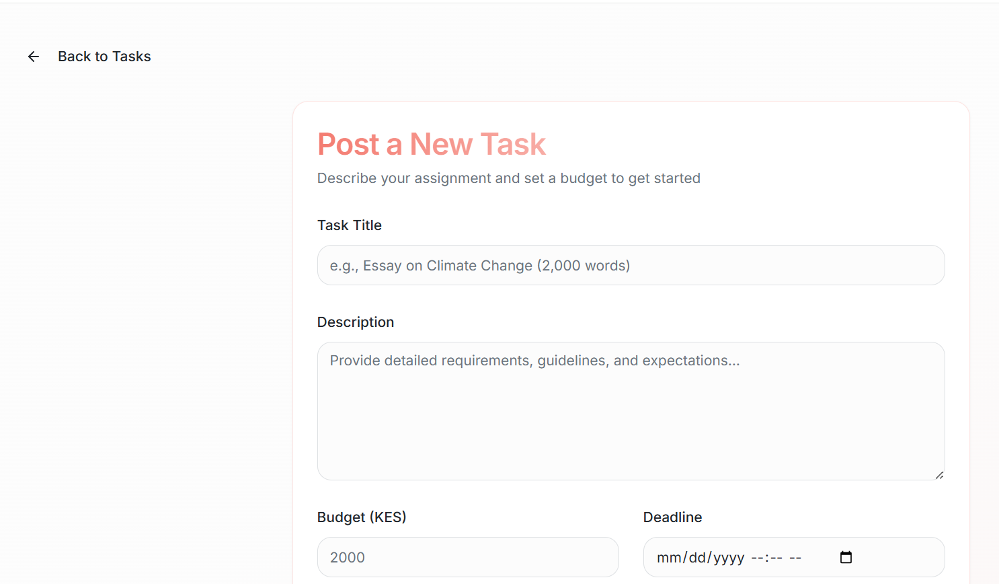 Back to Tasks
Post a New Task
Describe your assignment and set a budget to get started
Task Title
e.g., Essay on Climate Change (2,000 words)
Description
Provide detailed requirements, guidelines, and expectations...
Budget (KES)
Deadline
2000
mm/dd/yyyy --:-- --